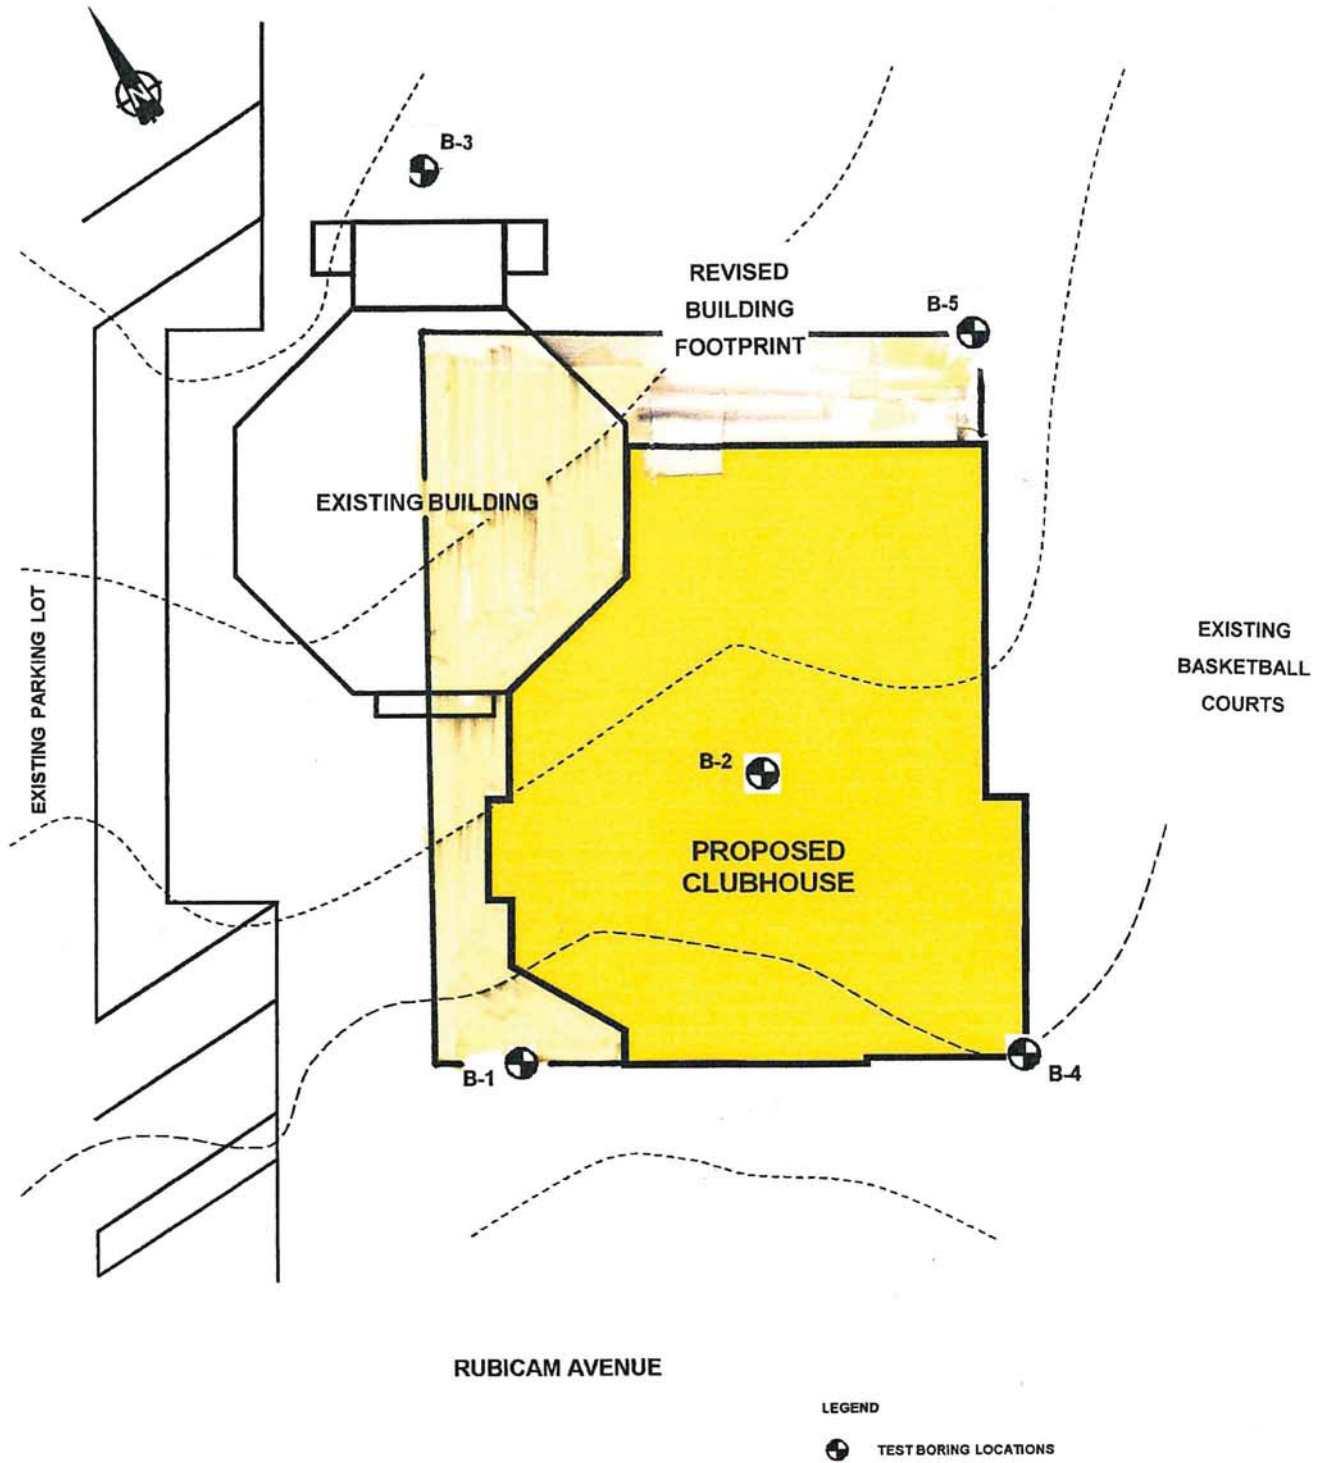 N
B-3
REVISED
BUILDING
FOOTPRINT
B-5
EXISTING BUILDING
EXISTING PARKING LOT
EXISTING
BASKETBALL
COURTS
B-2
PROPOSED
CLUBHOUSE
B-1
B-4
RUBICAM AVENUE
LEGEND
TEST BORING LOCATIONS